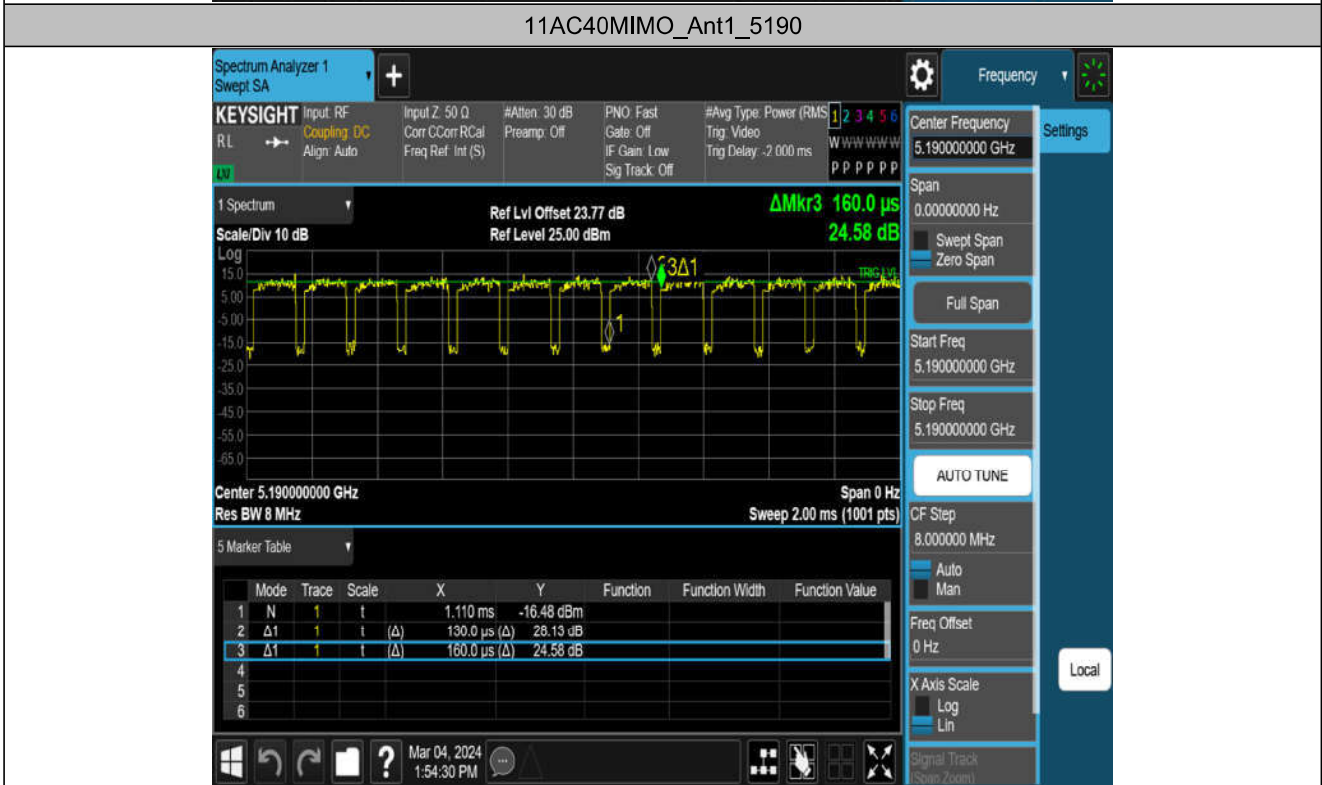 11AC40MIMO_Ant1_5190
Spectrum Analyzer 1
Swept SA
+
Frequency
KEYSIGHT
RL
LXI
Input: RF
Coupling: DC
Align: Auto
Input Z: 50 Ω
Corr CCorr RCal
Freq Ref: Int (S)
#Atten: 30 dB
Preamp: Off
PNO: Fast
Gate: Off
IF Gain: Low
Sig Track: Off
#Avg Type: Power (RMS
Trig: Video
Trig Delay: -2.000 ms
1 2 3 4 5 6
W W W W W W
P P P P P P
1 Spectrum
Scale/Div 10 dB
Ref Lvl Offset 23.77 dB
Ref Level 25.00 dBm
ΔMkr3 160.0 µs
24.58 dB
Log
15.0
5.00
-5.00
-15.0
-25.0
-35.0
-45.0
-55.0
-65.0
3Δ1
1
TRIG LVL
Center 5.190000000 GHz
Res BW 8 MHz
Span 0 Hz
Sweep 2.00 ms (1001 pts)
5 Marker Table
Mode Trace Scale X Y Function Function Width Function Value
1 N 1 t 1.110 ms -16.48 dBm
2 Δ1 1 t (Δ) 130.0 µs (Δ) 28.13 dB
3 Δ1 1 t (Δ) 160.0 µs (Δ) 24.58 dB
4
5
6
?
Mar 04, 2024
1:54:30 PM
Center Frequency
5.190000000 GHz
Settings
Span
0.00000000 Hz
Swept Span
Zero Span
Full Span
Start Freq
5.190000000 GHz
Stop Freq
5.190000000 GHz
AUTO TUNE
CF Step
8.000000 MHz
Auto
Man
Freq Offset
0 Hz
X Axis Scale
Log
Lin
Local
Signal Track
(Span Zoom)